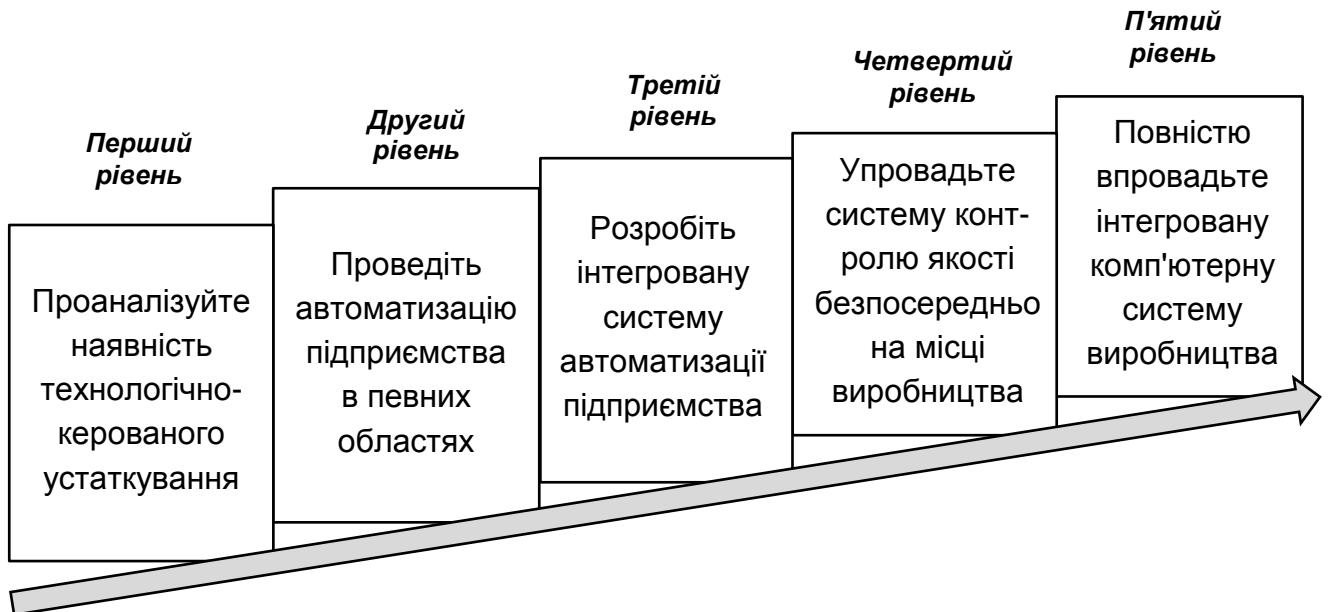 Перший
рівень
Проаналізуйте
наявність
технологічно-
керованого
устаткування
Другий
рівень
Проведіть
автоматизацію
підприємства
в певних
областях
Третій
рівень
Розробіть
інтегровану
систему
автоматизації
підприємства
Четвертий
рівень
Упровадьте
систему конт-
ролю якості
безпосередньо
на місці
виробництва
П'ятий
рівень
Повністю
впровадьте
інтегровану
комп'ютерну
систему
виробництва